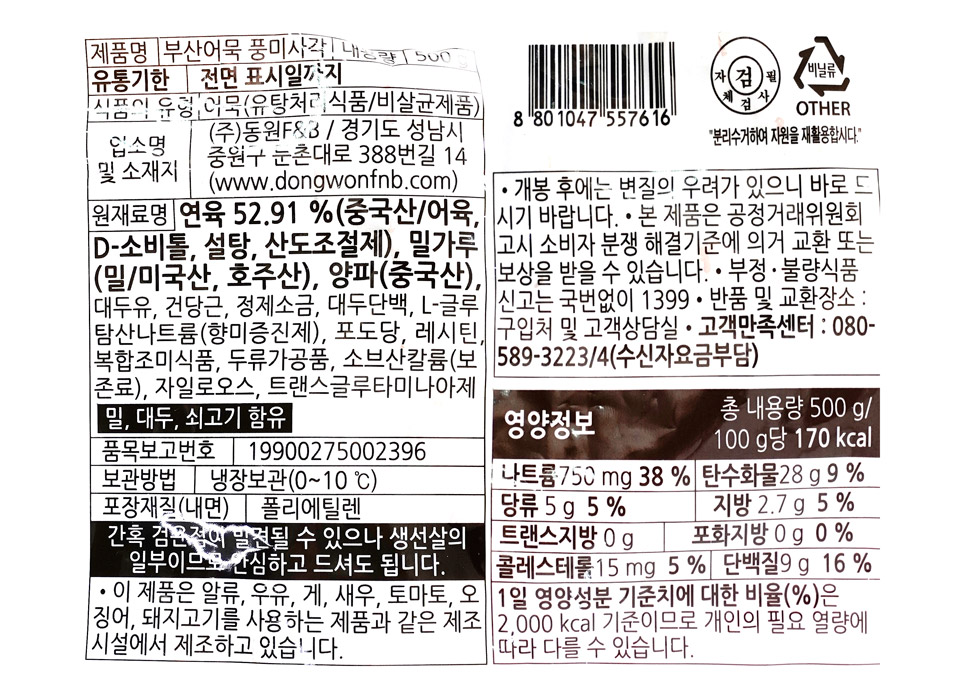 제품명 부산어묵 풍미사각 내용량 500 g
유통기한 전면 표시일까지
식품의 유형 어묵(유탕처리식품/비살균제품)
업소명
및 소재지
(주)동원F&B / 경기도 성남시
중원구 둔촌대로 388번길 14
(www.dongwonfnb.com)
원재료명 연육 52.91 %(중국산/어육,
D-소비톨, 설탕, 산도조절제), 밀가루
(밀/미국산, 호주산), 양파(중국산),
대두유, 건당근, 정제소금, 대두단백, L-글루
탐산나트륨(향미증진제), 포도당, 레시틴,
복합조미식품, 두류가공품, 소브산칼륨(보
존료), 자일로오스, 트랜스글루타미나아제
밀, 대두, 쇠고기 함유
품목보고번호 19900275002396
보관방법 냉장보관(0~10 ℃)
포장재질(내면) 폴리에틸렌
간혹 검은점이 발견될 수 있으나 생선살의
일부이므로 안심하고 드셔도 됩니다.
• 이 제품은 알류, 우유, 게, 새우, 토마토, 오
징어, 돼지고기를 사용하는 제품과 같은 제조
시설에서 제조하고 있습니다.
8 801047 557616
자 검 필
체 검 사
비닐류
OTHER
"분리수거하여 자원을 재활용합시다."
• 개봉 후에는 변질의 우려가 있으니 바로 드
시기 바랍니다. • 본 제품은 공정거래위원회
고시 소비자 분쟁 해결기준에 의거 교환 또는
보상을 받을 수 있습니다. • 부정·불량식품
신고는 국번없이 1399 • 반품 및 교환장소 :
구입처 및 고객상담실 • 고객만족센터 : 080-
589-3223/4(수신자요금부담)
영양정보
총 내용량 500 g/
100 g당 170 kcal
나트륨 750 mg 38 % 탄수화물 28 g 9 %
당류 5 g 5 % 지방 2.7 g 5 %
트랜스지방 0 g 포화지방 0 g 0 %
콜레스테롤 15 mg 5 % 단백질 9 g 16 %
1일 영양성분 기준치에 대한 비율(%)은
2,000 kcal 기준이므로 개인의 필요 열량에
따라 다를 수 있습니다.